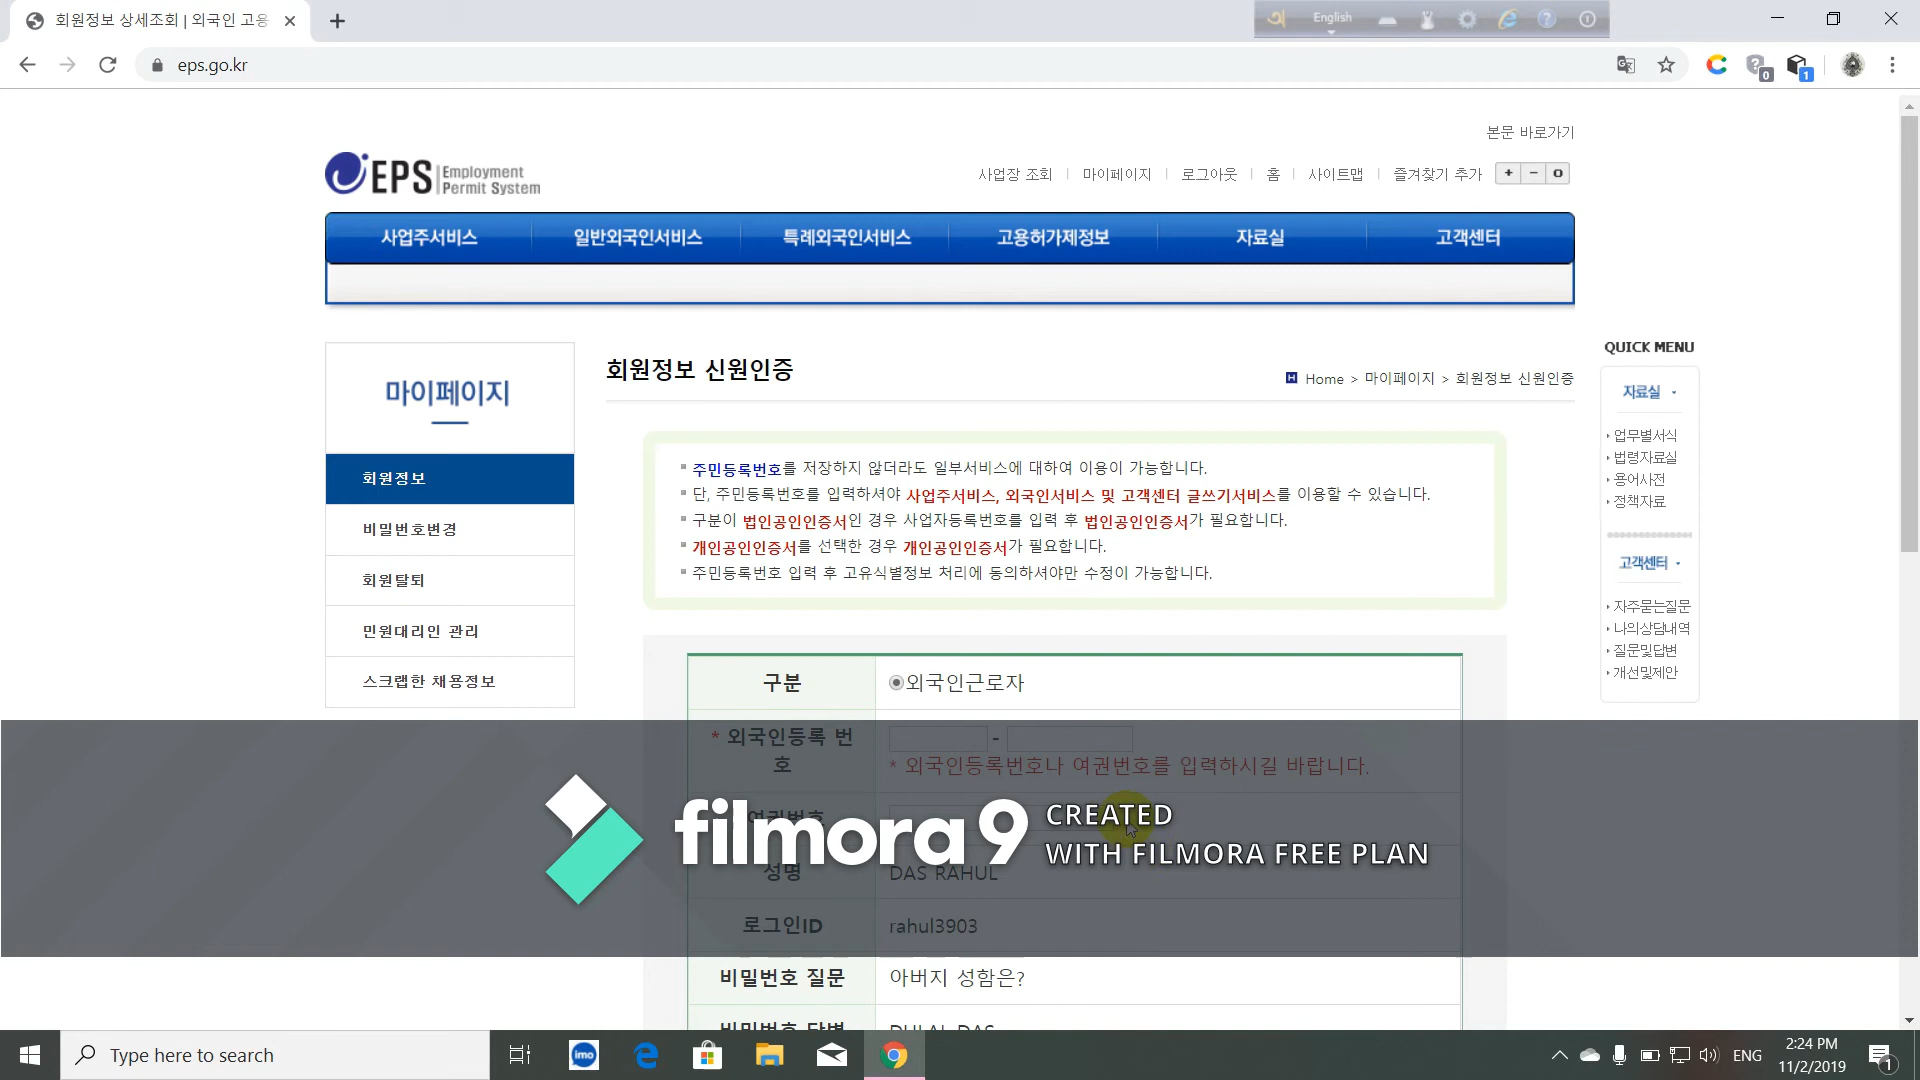 회원정보 상세조회 | 외국인 고용
English
eps.go.kr
0
1
본문 바로가기
EPS Employment Permit System
사업장 조회 마이페이지 로그아웃 홈 사이트맵 즐겨찾기 추가 + - o
사업주서비스 일반외국인서비스 특례외국인서비스 고용허가제정보 자료실 고객센터
마이페이지
회원정보
비밀번호변경
회원탈퇴
민원대리인 관리
스크랩한 채용정보
회원정보 신원인증
H Home > 마이페이지 > 회원정보 신원인증
주민등록번호를 저장하지 않더라도 일부서비스에 대하여 이용이 가능합니다.
단, 주민등록번호를 입력하셔야 사업주서비스, 외국인서비스 및 고객센터 글쓰기서비스를 이용할 수 있습니다.
구분이 법인공인인증서인 경우 사업자등록번호를 입력 후 법인공인인증서가 필요합니다.
개인공인인증서를 선택한 경우 개인공인인증서가 필요합니다.
주민등록번호 입력 후 고유식별정보 처리에 동의하셔야만 수정이 가능합니다.
구분 외국인근로자
* 외국인등록 번
호
-
* 외국인등록번호나 여권번호를 입력하시길 바랍니다.
여권번호
성명 DAS RAHUL
로그인ID rahul3903
비밀번호 질문 아버지 성함은?
비밀번호 답변 DULAL DAS
filmora9
CREATED
WITH FILMORA FREE PLAN
QUICK MENU
자료실
업무별서식
법령자료실
용어사전
정책자료
고객센터
자주묻는질문
나의상담내역
질문및답변
개선및제안
Type here to search
imo
ENG
2:24 PM
11/2/2019
1